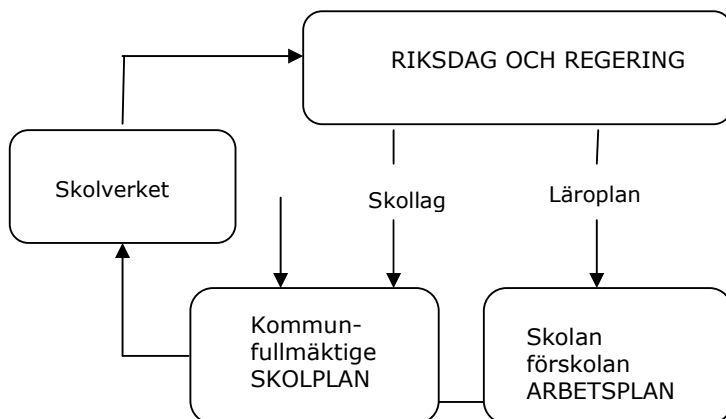 RIKSDAG OCH REGERING
Skolverket
Skollag
Läroplan
Kommun-
fullmäktige
SKOLPLAN
Skolan
förskolan
ARBETSPLAN